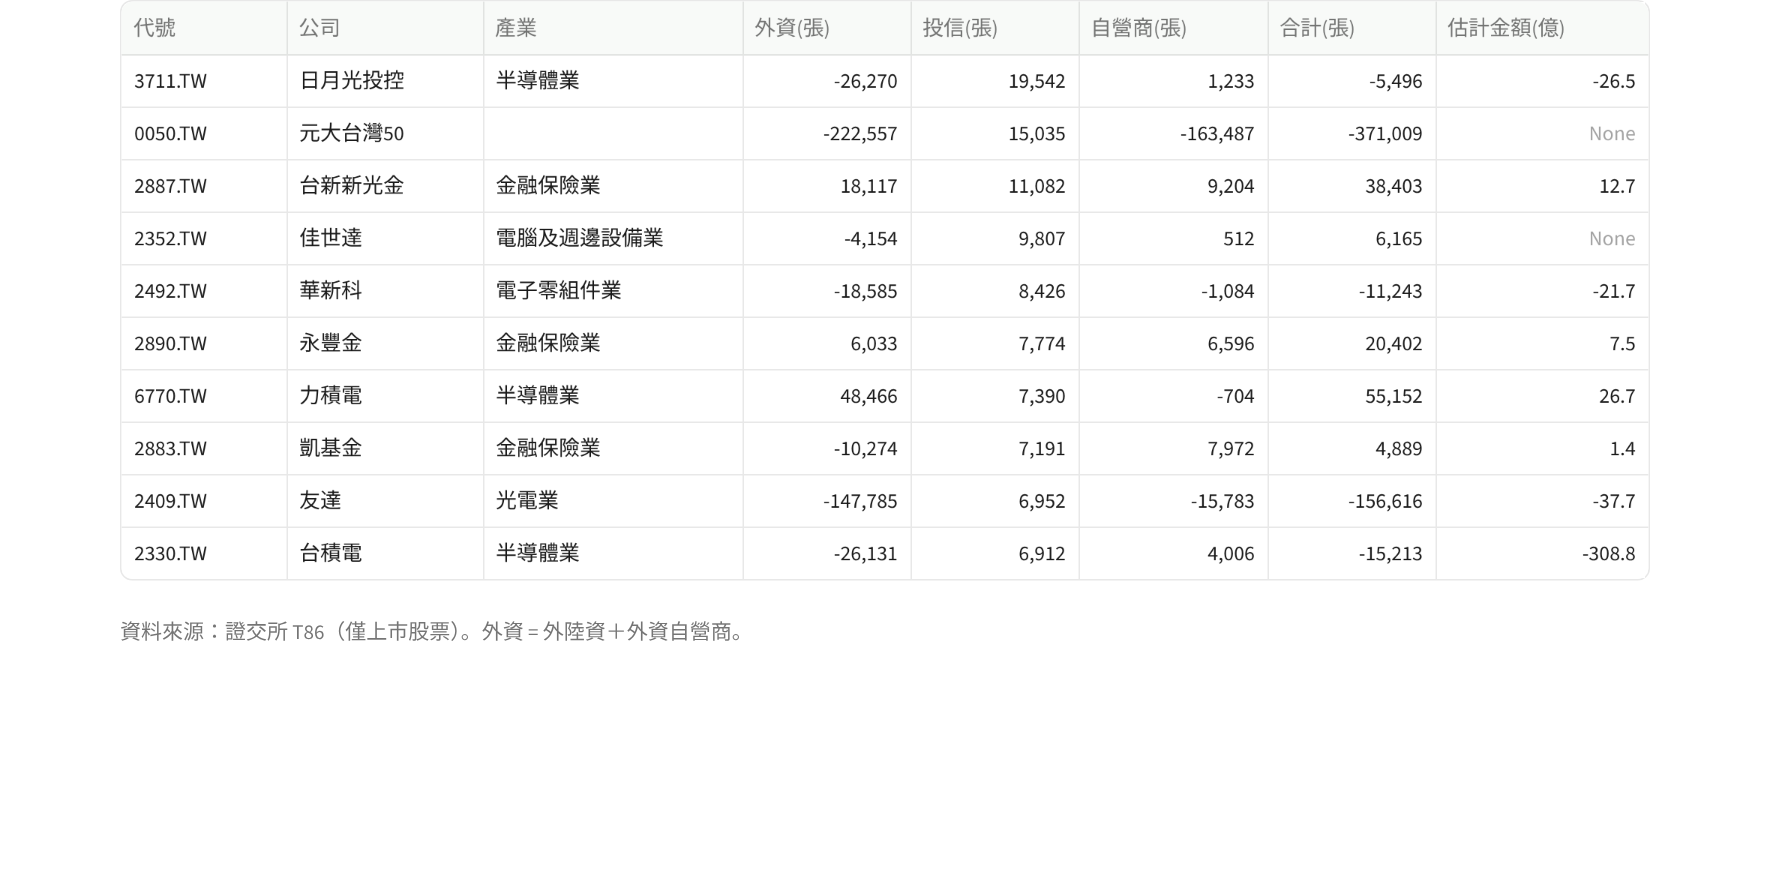 代號 公司 產業 外資(張) 投信(張) 自營商(張) 合計(張) 估計金額(億)
3711.TW 日月光投控 半導體業 -26,270 19,542 1,233 -5,496 -26.5
0050.TW 元大台灣50 -222,557 15,035 -163,487 -371,009 None
2887.TW 台新新光金 金融保險業 18,117 11,082 9,204 38,403 12.7
2352.TW 佳世達 電腦及週邊設備業 -4,154 9,807 512 6,165 None
2492.TW 華新科 電子零組件業 -18,585 8,426 -1,084 -11,243 -21.7
2890.TW 永豐金 金融保險業 6,033 7,774 6,596 20,402 7.5
6770.TW 力積電 半導體業 48,466 7,390 -704 55,152 26.7
2883.TW 凱基金 金融保險業 -10,274 7,191 7,972 4,889 1.4
2409.TW 友達 光電業 -147,785 6,952 -15,783 -156,616 -37.7
2330.TW 台積電 半導體業 -26,131 6,912 4,006 -15,213 -308.8
資料來源：證交所 T86（僅上市股票）。外資 = 外陸資＋外資自營商。